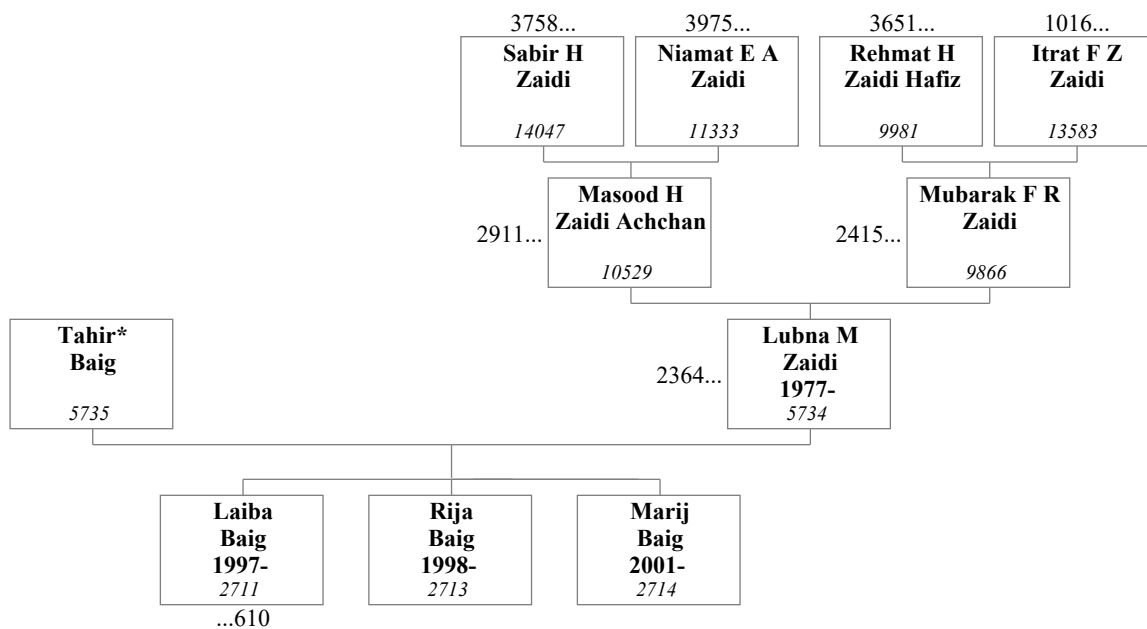 3758...
3975...
3651...
1016...
Sabir H
Zaidi
14047
Niamat E A
Zaidi
11333
Rehmat H
Zaidi Hafiz
9981
Itrat F Z
Zaidi
13583
2911...
Masood H
Zaidi Achchan
10529
2415...
Mubarak F R
Zaidi
9866
Tahir*
Baig
5735
2364...
Lubna M
Zaidi
1977-
5734
Laiba
Baig
1997-
2711
...610
Rija
Baig
1998-
2713
Marij
Baig
2001-
2714